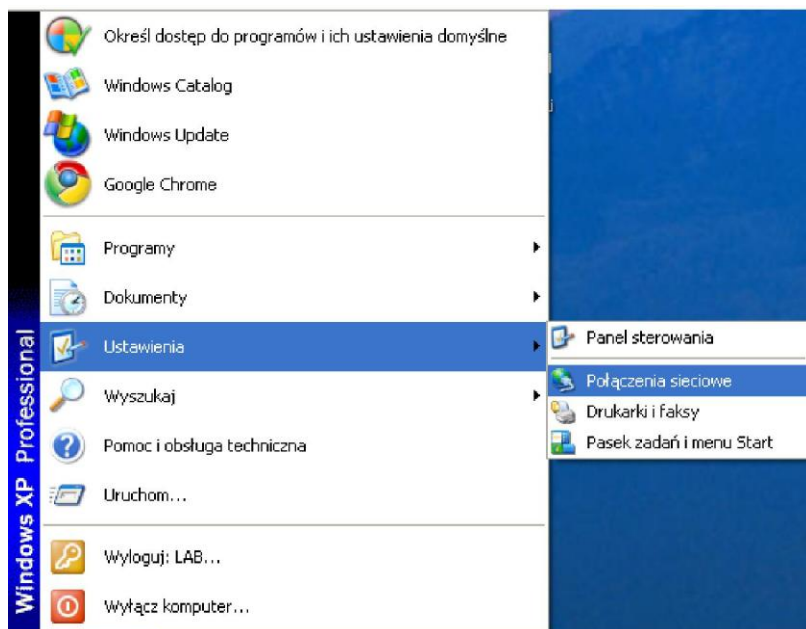 Określ dostęp do programów i ich ustawienia domyślne
Windows Catalog
Windows Update
Google Chrome
Programy
Dokumenty
Ustawienia
Wyszukaj
Pomoc i obsługa techniczna
Uruchom...
Wyloguj: LAB...
Wyłącz komputer...
Panel sterowania
Połączenia sieciowe
Drukarki i faksy
Pasek zadań i menu Start
Windows XP Professional